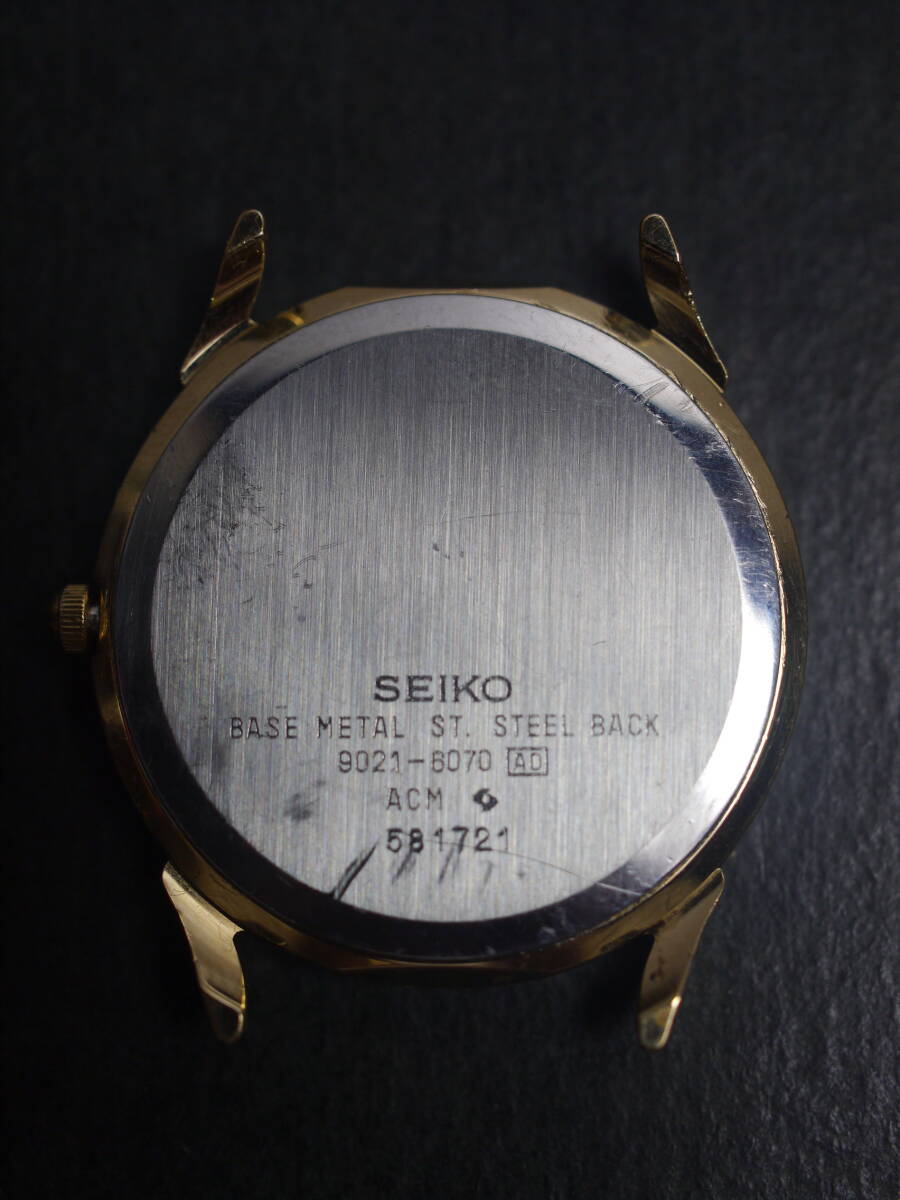 SEIKO
BASE METAL ST. STEEL BACK
9021-6070 AD
ACM
581721